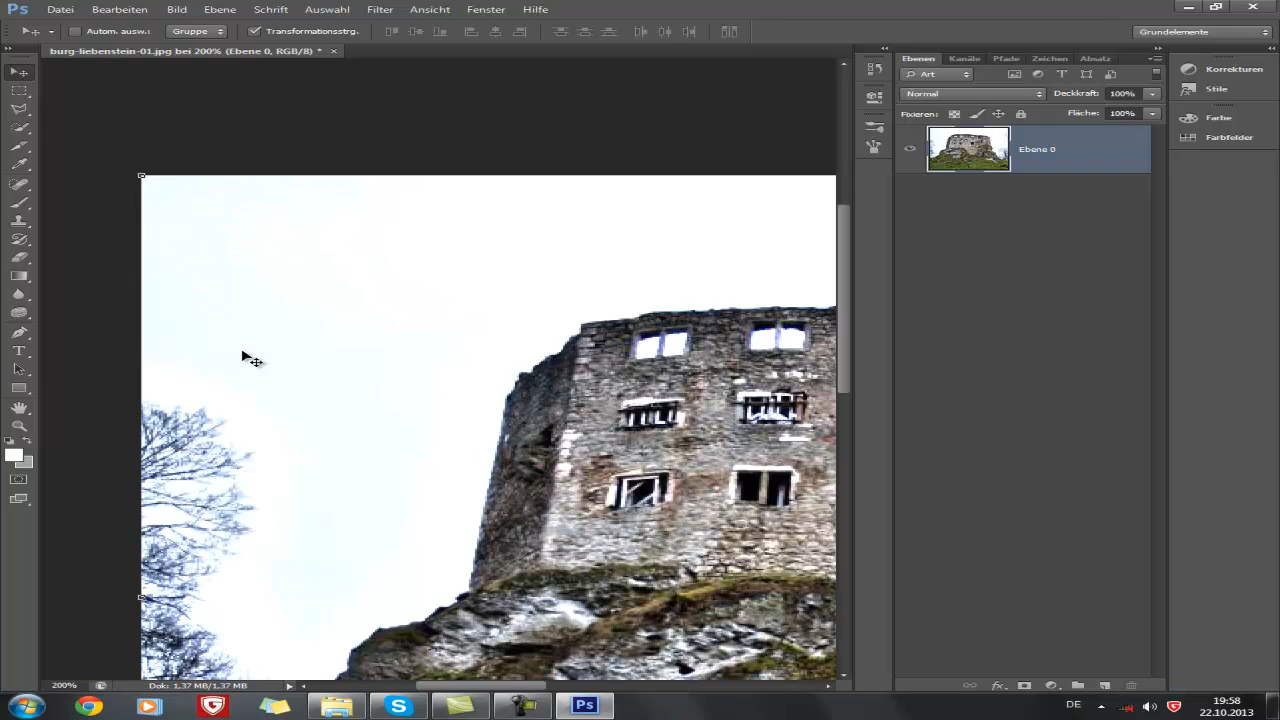 Ps Datei Bearbeiten Bild Ebene Schrift Auswahl Filter Ansicht Fenster Hilfe
Autom. ausw.: Gruppe Transformationsstrg. Grundelemente
burg-liebenstein-01.jpg bei 200% (Ebene 0, RGB/8) * ×
Ebenen Kanäle Pfade Zeichen Absatz
Art
Normal Deckkraft: 100%
Fixieren: Fläche: 100%
Ebene 0
Korrekturen
Stile
Farbe
Farbfelder
T
200% Dok: 1,37 MB/1,37 MB
Ps
DE 19:58
22.10.2013